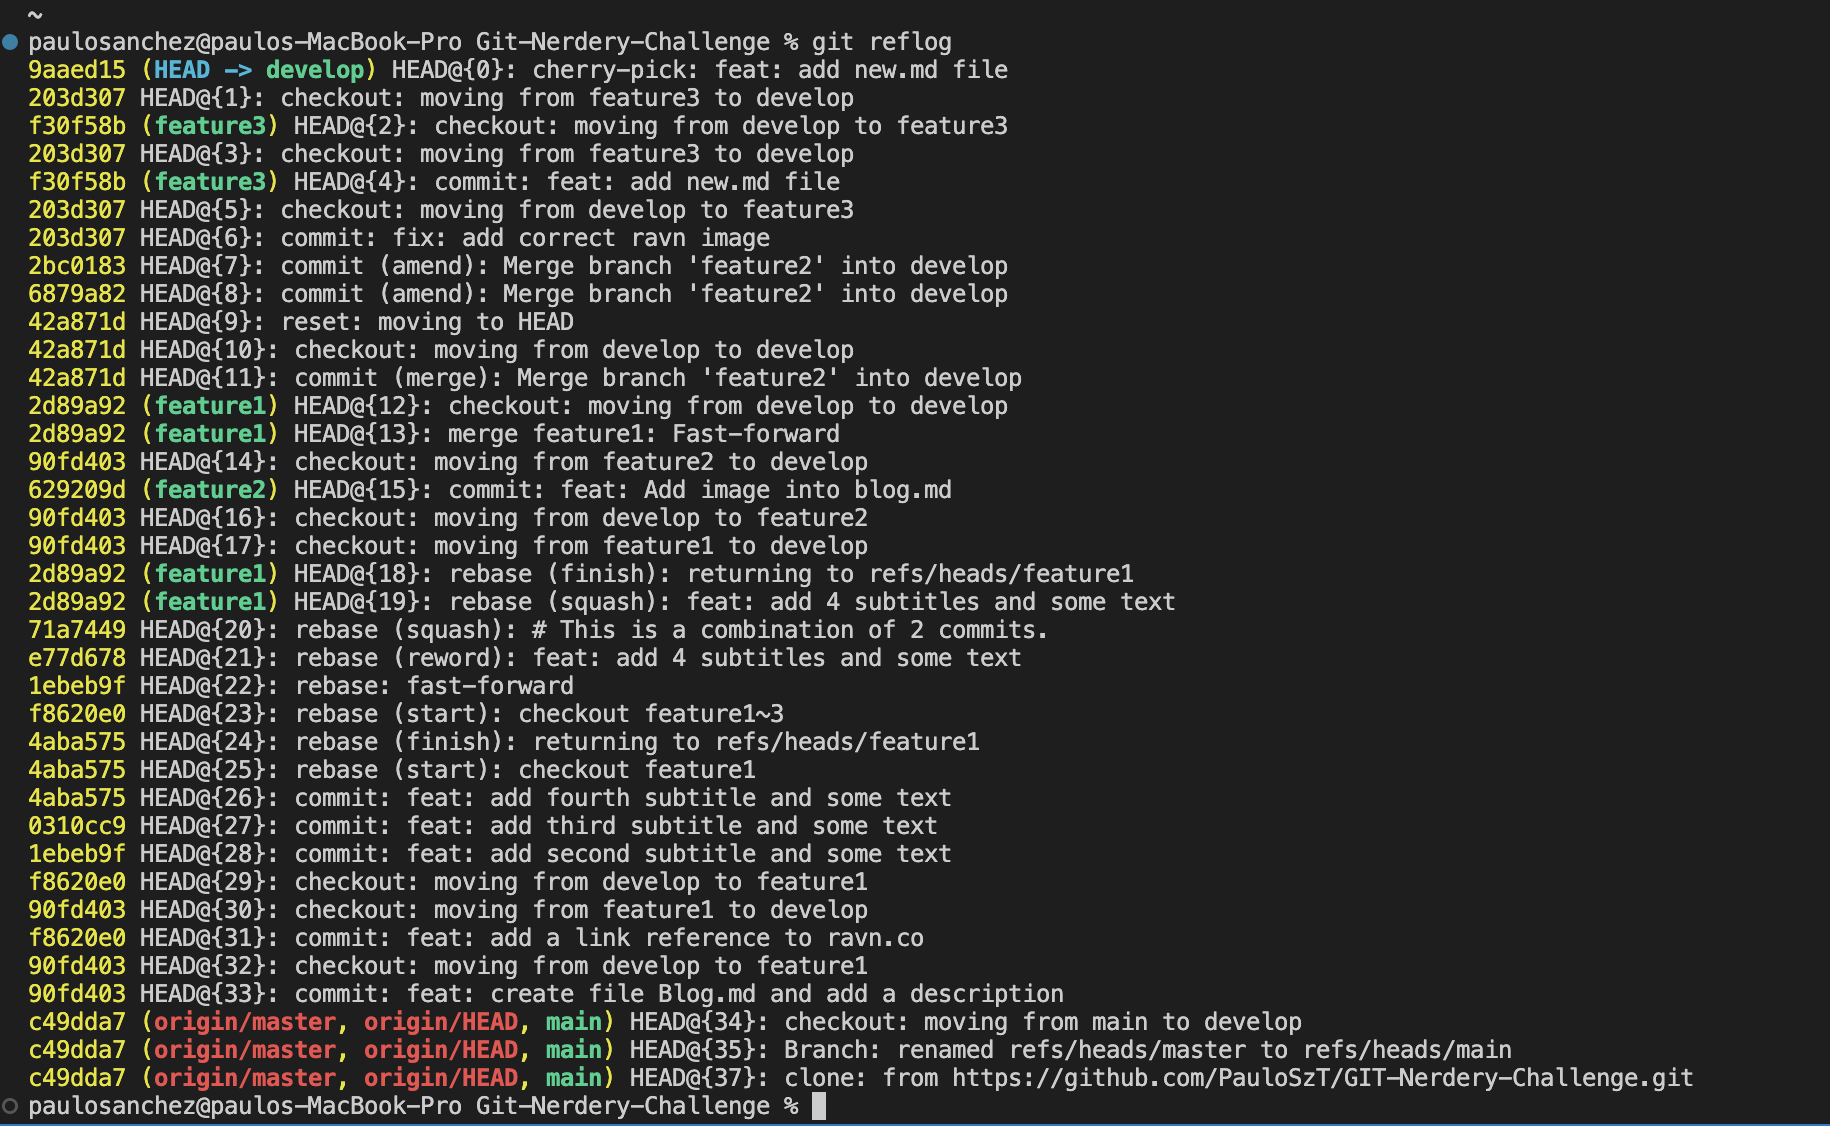 ~
paulosanchez@paulos-MacBook-Pro Git-Nerdery-Challenge % git reflog
9aaed15 (HEAD -> develop) HEAD@{0}: cherry-pick: feat: add new.md file
203d307 HEAD@{1}: checkout: moving from feature3 to develop
f30f58b (feature3) HEAD@{2}: checkout: moving from develop to feature3
203d307 HEAD@{3}: checkout: moving from feature3 to develop
f30f58b (feature3) HEAD@{4}: commit: feat: add new.md file
203d307 HEAD@{5}: checkout: moving from develop to feature3
203d307 HEAD@{6}: commit: fix: add correct ravn image
2bc0183 HEAD@{7}: commit (amend): Merge branch 'feature2' into develop
6879a82 HEAD@{8}: commit (amend): Merge branch 'feature2' into develop
42a871d HEAD@{9}: reset: moving to HEAD
42a871d HEAD@{10}: checkout: moving from develop to develop
42a871d HEAD@{11}: commit (merge): Merge branch 'feature2' into develop
2d89a92 (feature1) HEAD@{12}: checkout: moving from develop to develop
2d89a92 (feature1) HEAD@{13}: merge feature1: Fast-forward
90fd403 HEAD@{14}: checkout: moving from feature2 to develop
629209d (feature2) HEAD@{15}: commit: feat: Add image into blog.md
90fd403 HEAD@{16}: checkout: moving from develop to feature2
90fd403 HEAD@{17}: checkout: moving from feature1 to develop
2d89a92 (feature1) HEAD@{18}: rebase (finish): returning to refs/heads/feature1
2d89a92 (feature1) HEAD@{19}: rebase (squash): feat: add 4 subtitles and some text
71a7449 HEAD@{20}: rebase (squash): # This is a combination of 2 commits.
e77d678 HEAD@{21}: rebase (reword): feat: add 4 subtitles and some text
1ebeb9f HEAD@{22}: rebase: fast-forward
f8620e0 HEAD@{23}: rebase (start): checkout feature1~3
4aba575 HEAD@{24}: rebase (finish): returning to refs/heads/feature1
4aba575 HEAD@{25}: rebase (start): checkout feature1
4aba575 HEAD@{26}: commit: feat: add fourth subtitle and some text
0310cc9 HEAD@{27}: commit: feat: add third subtitle and some text
1ebeb9f HEAD@{28}: commit: feat: add second subtitle and some text
f8620e0 HEAD@{29}: checkout: moving from develop to feature1
90fd403 HEAD@{30}: checkout: moving from feature1 to develop
f8620e0 HEAD@{31}: commit: feat: add a link reference to ravn.co
90fd403 HEAD@{32}: checkout: moving from develop to feature1
90fd403 HEAD@{33}: commit: feat: create file Blog.md and add a description
c49dda7 (origin/master, origin/HEAD, main) HEAD@{34}: checkout: moving from main to develop
c49dda7 (origin/master, origin/HEAD, main) HEAD@{35}: Branch: renamed refs/heads/master to refs/heads/main
c49dda7 (origin/master, origin/HEAD, main) HEAD@{37}: clone: from https://github.com/PauloSzT/GIT-Nerdery-Challenge.git
paulosanchez@paulos-MacBook-Pro Git-Nerdery-Challenge %